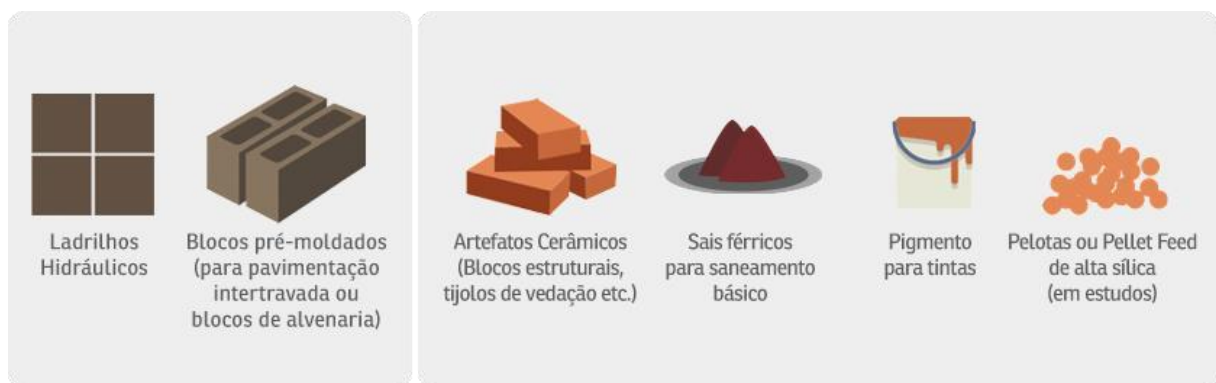 Ladrilhos
Hidráulicos
Blocos pré-moldados
(para pavimentação
intertravada ou
blocos de alvenaria)
Artefatos Cerâmicos
(Blocos estruturais,
tijolos de vedação etc.)
Sais férricos
para saneamento
básico
Pigmento
para tintas
Pelotas ou Pellet Feed
de alta sílica
(em estudos)